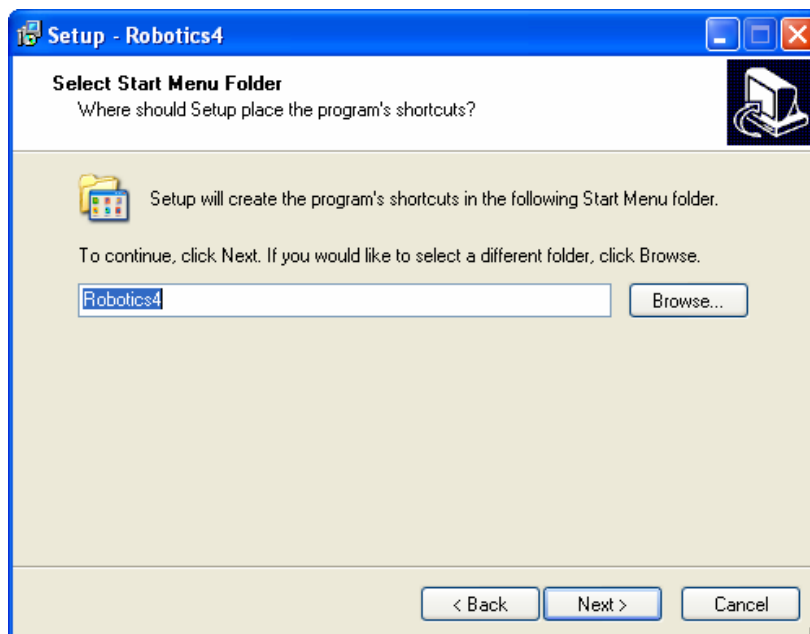 Setup - Robotics4
Select Start Menu Folder
Where should Setup place the program's shortcuts?
Setup will create the program's shortcuts in the following Start Menu folder.
To continue, click Next. If you would like to select a different folder, click Browse.
Robotics4
Browse...
< Back
Next >
Cancel